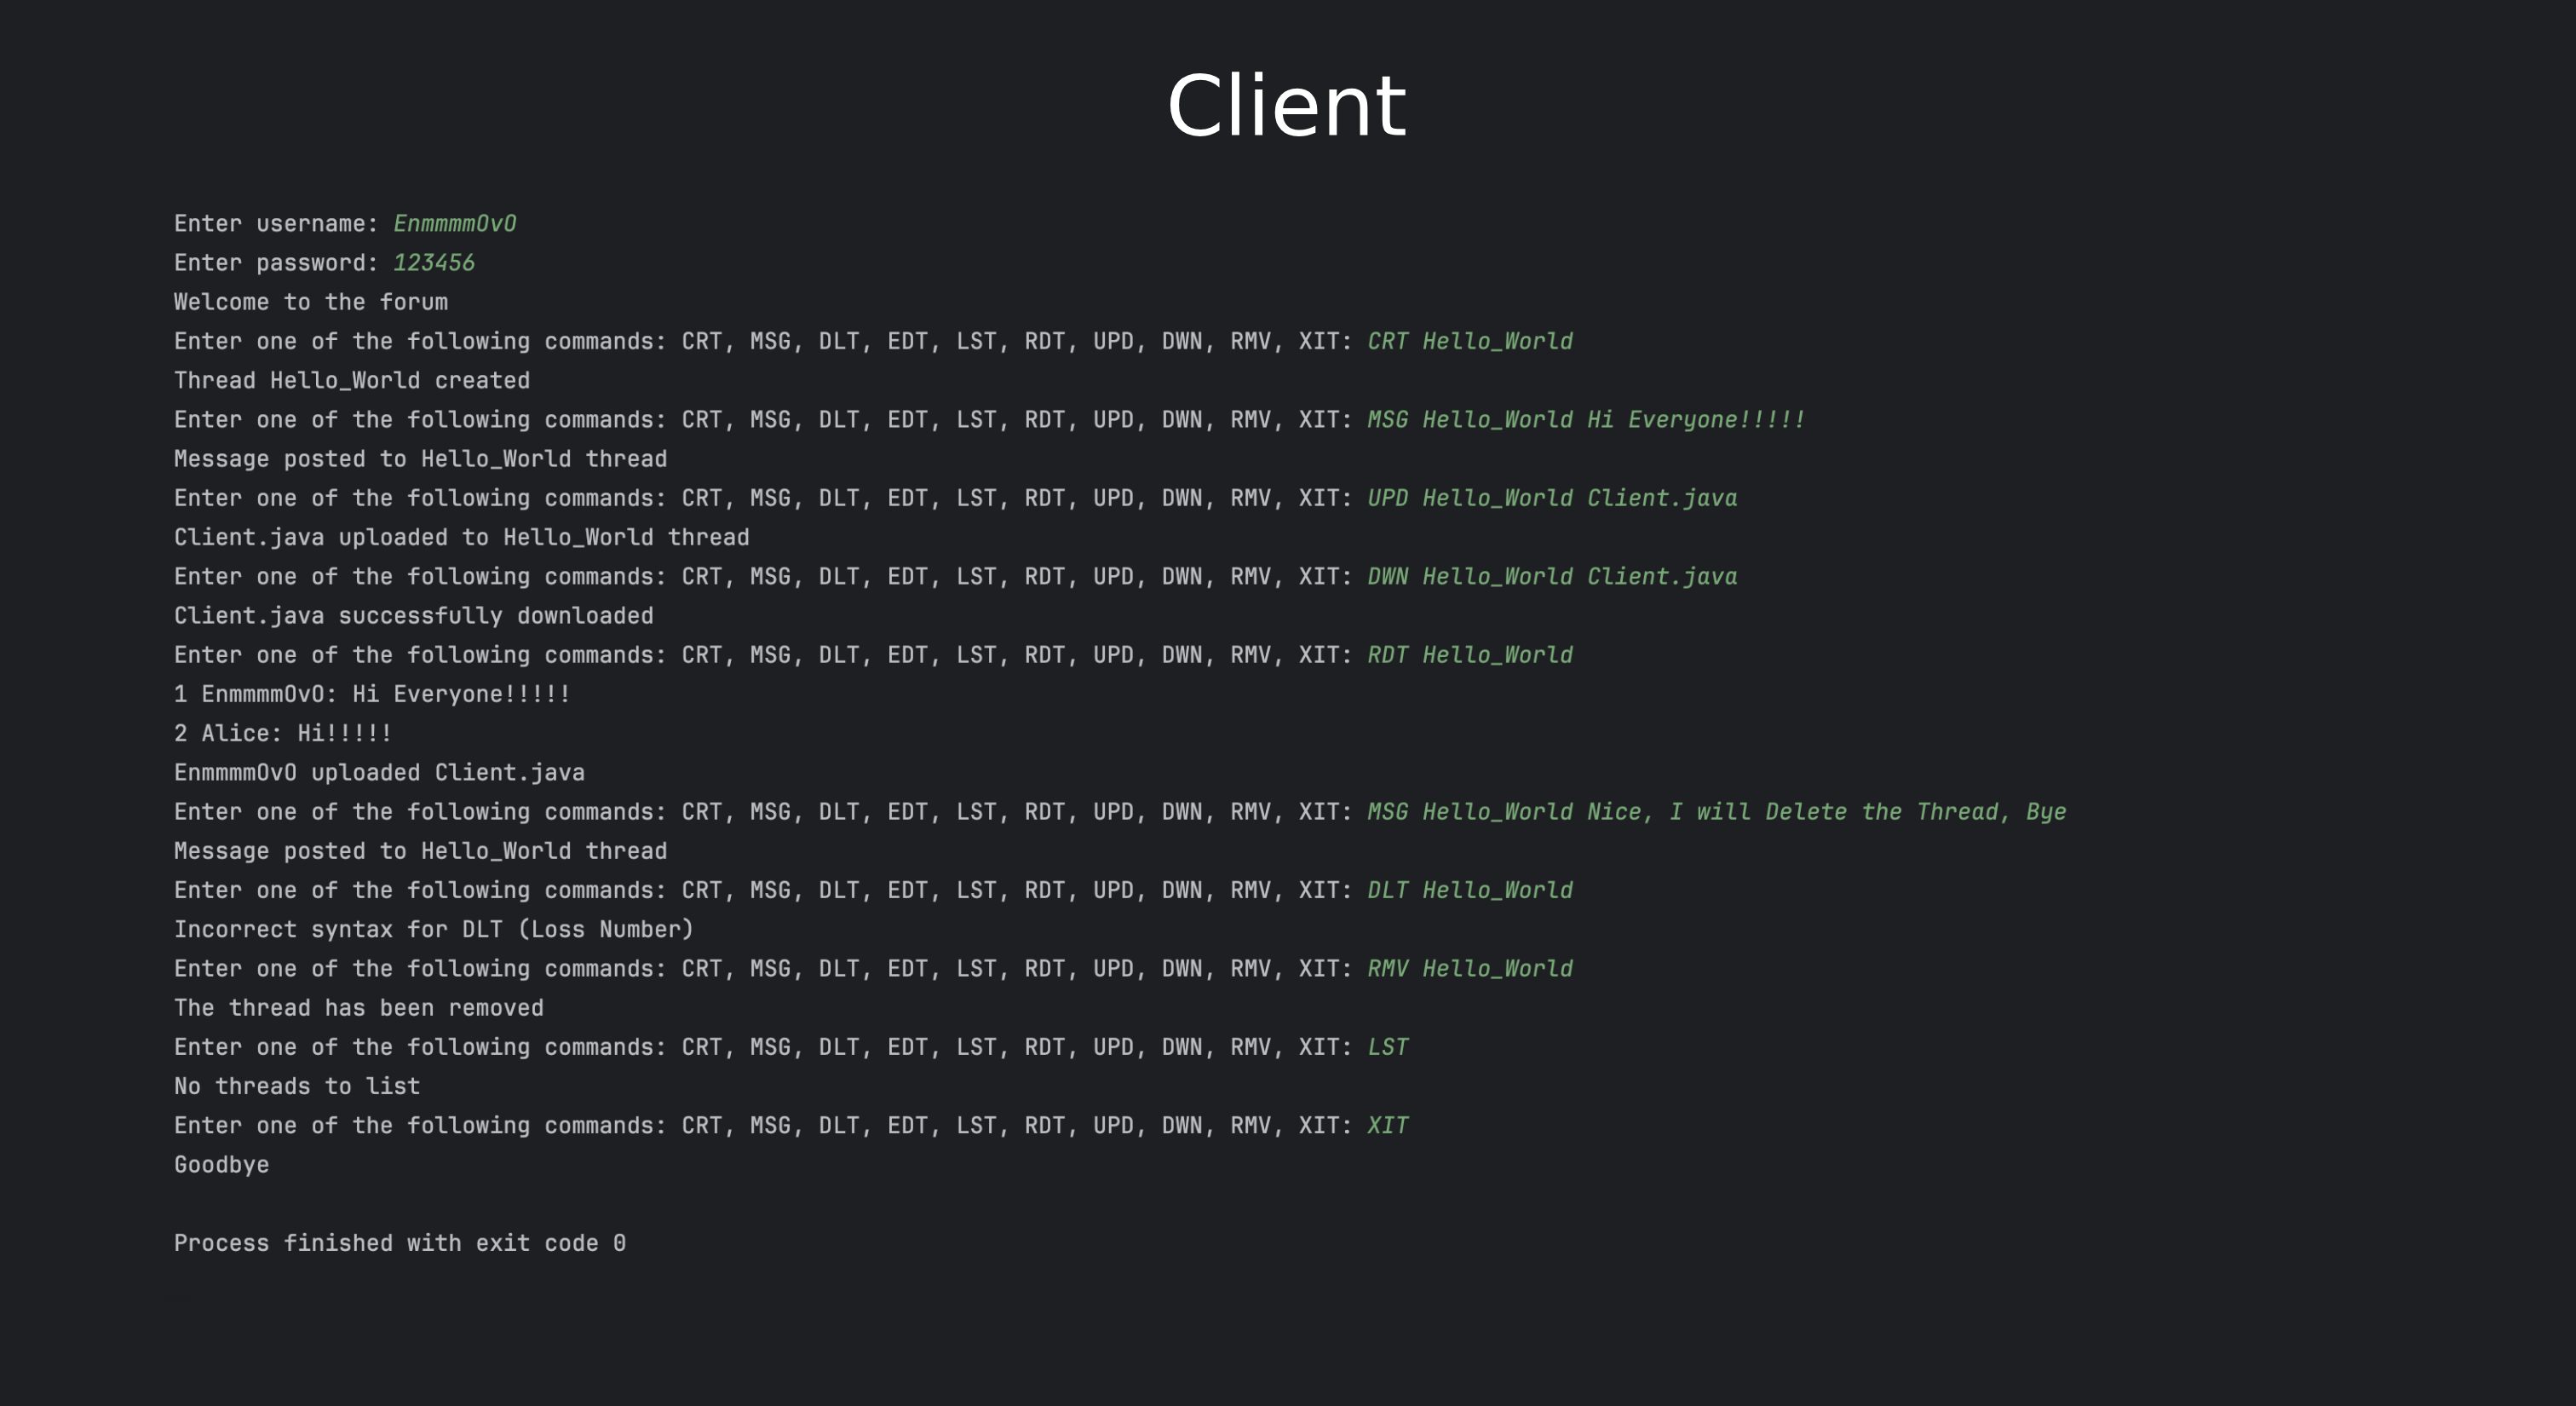 Client
Enter username: EnmmmmOvO
Enter password: 123456
Welcome to the forum
Enter one of the following commands: CRT, MSG, DLT, EDT, LST, RDT, UPD, DWN, RMV, XIT: CRT Hello_World
Thread Hello_World created
Enter one of the following commands: CRT, MSG, DLT, EDT, LST, RDT, UPD, DWN, RMV, XIT: MSG Hello_World Hi Everyone!!!!!
Message posted to Hello_World thread
Enter one of the following commands: CRT, MSG, DLT, EDT, LST, RDT, UPD, DWN, RMV, XIT: UPD Hello_World Client.java
Client.java uploaded to Hello_World thread
Enter one of the following commands: CRT, MSG, DLT, EDT, LST, RDT, UPD, DWN, RMV, XIT: DWN Hello_World Client.java
Client.java successfully downloaded
Enter one of the following commands: CRT, MSG, DLT, EDT, LST, RDT, UPD, DWN, RMV, XIT: RDT Hello_World
1 EnmmmmOvO: Hi Everyone!!!!!
2 Alice: Hi!!!!!
EnmmmmOvO uploaded Client.java
Enter one of the following commands: CRT, MSG, DLT, EDT, LST, RDT, UPD, DWN, RMV, XIT: MSG Hello_World Nice, I will Delete the Thread, Bye
Message posted to Hello_World thread
Enter one of the following commands: CRT, MSG, DLT, EDT, LST, RDT, UPD, DWN, RMV, XIT: DLT Hello_World
Incorrect syntax for DLT (Loss Number)
Enter one of the following commands: CRT, MSG, DLT, EDT, LST, RDT, UPD, DWN, RMV, XIT: RMV Hello_World
The thread has been removed
Enter one of the following commands: CRT, MSG, DLT, EDT, LST, RDT, UPD, DWN, RMV, XIT: LST
No threads to list
Enter one of the following commands: CRT, MSG, DLT, EDT, LST, RDT, UPD, DWN, RMV, XIT: XIT
Goodbye
Process finished with exit code 0